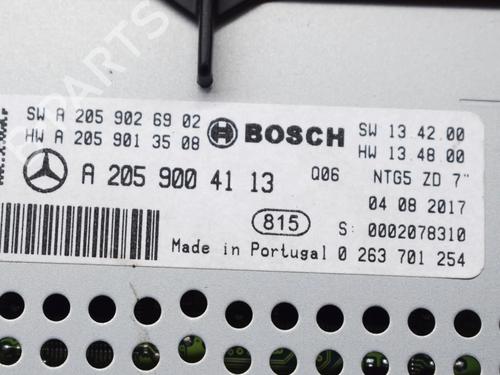 SW A 205 902 69 02
HW A 205 901 35 08
BOSCH
SW 13.42.00
HW 13.48.00
A 205 900 41 13
Q06
NTG5 ZD 7"
04 08 2017
815
S: 0002078310
Made in Portugal
0 263 701 254
PARTS